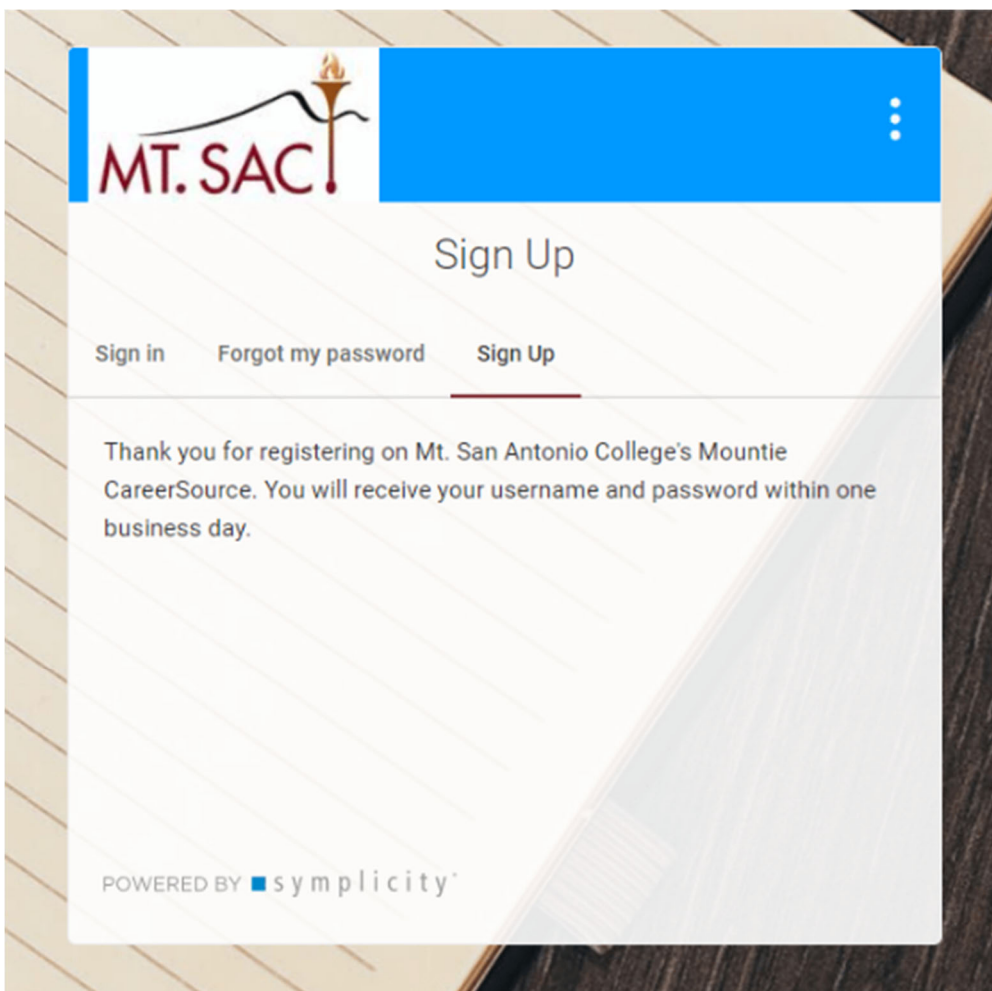 MT. SAC
Sign Up
Sign in Forgot my password Sign Up
Thank you for registering on Mt. San Antonio College's Mountie
CareerSource. You will receive your username and password within one
business day.
POWERED BY symplicity